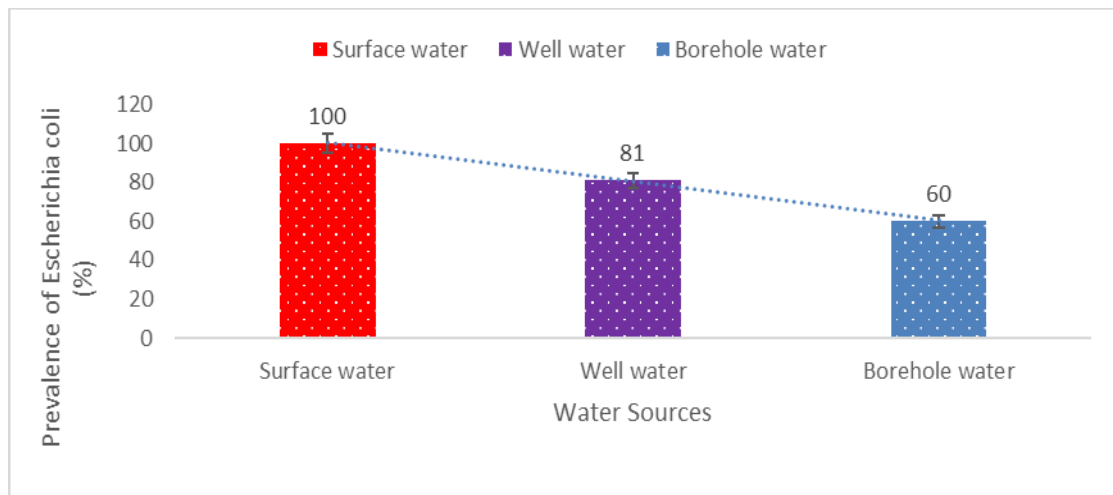 Surface water Well water Borehole water
Prevalence of Escherichia coli
(%)
120
100
80
60
40
20
0
100
81
60
Surface water Well water Borehole water
Water Sources